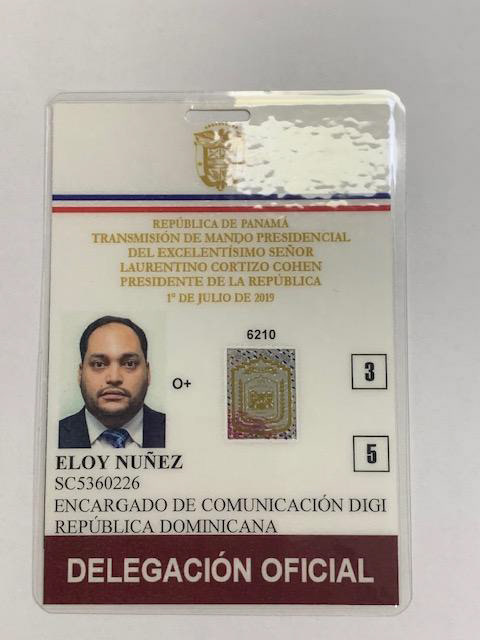 REPÚBLICA DE PANAMÁ
TRANSMISIÓN DE MANDO PRESIDENCIAL
DEL EXCELENTÍSIMO SEÑOR
LAURENTINO CORTIZO COHEN
PRESIDENTE DE LA REPÚBLICA
1º DE JULIO DE 2019
6210
O+
3
5
ELOY NUÑEZ
SC5360226
ENCARGADO DE COMUNICACIÓN DIGI
REPÚBLICA DOMINICANA
DELEGACIÓN OFICIAL